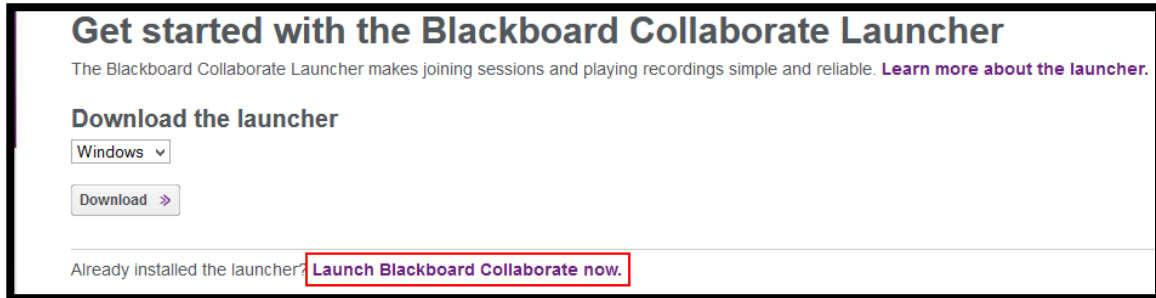 Get started with the Blackboard Collaborate Launcher
The Blackboard Collaborate Launcher makes joining sessions and playing recordings simple and reliable. Learn more about the launcher.
Download the launcher
Windows
Download »
Already installed the launcher? Launch Blackboard Collaborate now.